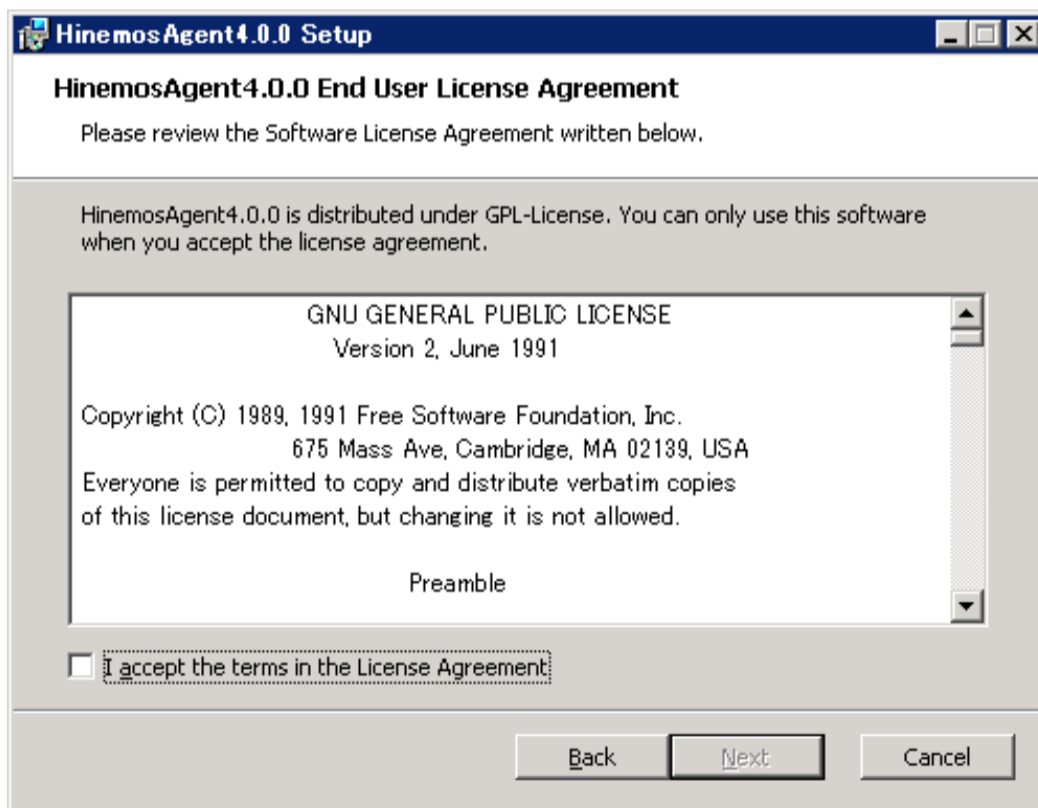 HinemosAgent4.0.0 Setup
HinemosAgent4.0.0 End User License Agreement
Please review the Software License Agreement written below.
HinemosAgent4.0.0 is distributed under GPL-License. You can only use this software
when you accept the license agreement.
GNU GENERAL PUBLIC LICENSE
Version 2, June 1991
Copyright (C) 1989, 1991 Free Software Foundation, Inc.
675 Mass Ave, Cambridge, MA 02139, USA
Everyone is permitted to copy and distribute verbatim copies
of this license document, but changing it is not allowed.
Preamble
I accept the terms in the License Agreement
Back Next Cancel